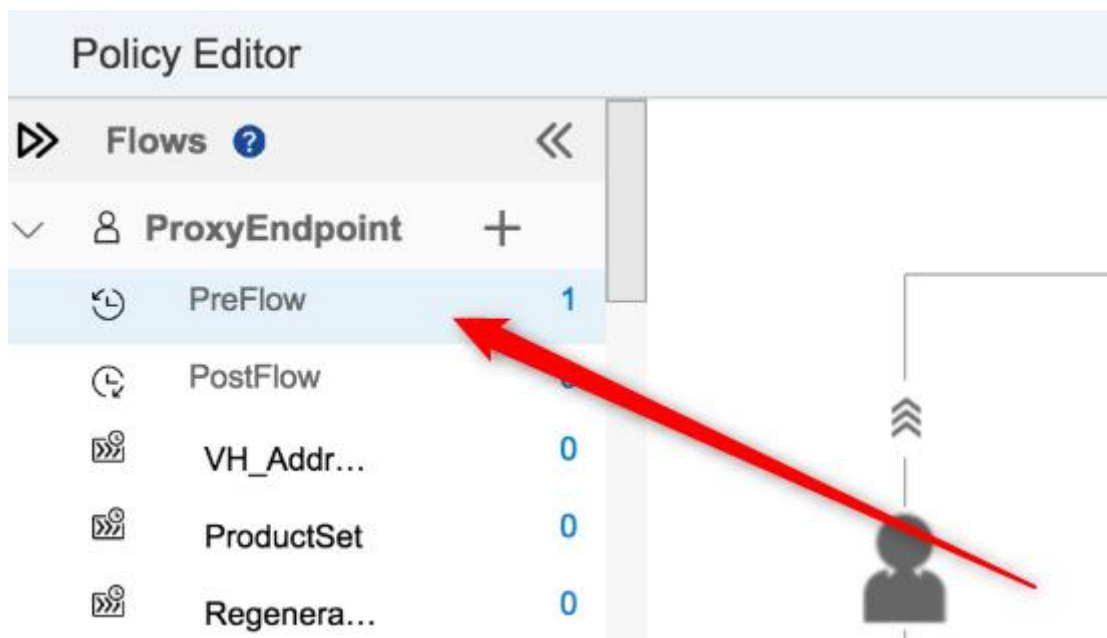 Policy Editor
Flows ?
ProxyEndpoint +
PreFlow 1
PostFlow
VH_Addr... 0
ProductSet 0
Regenera... 0